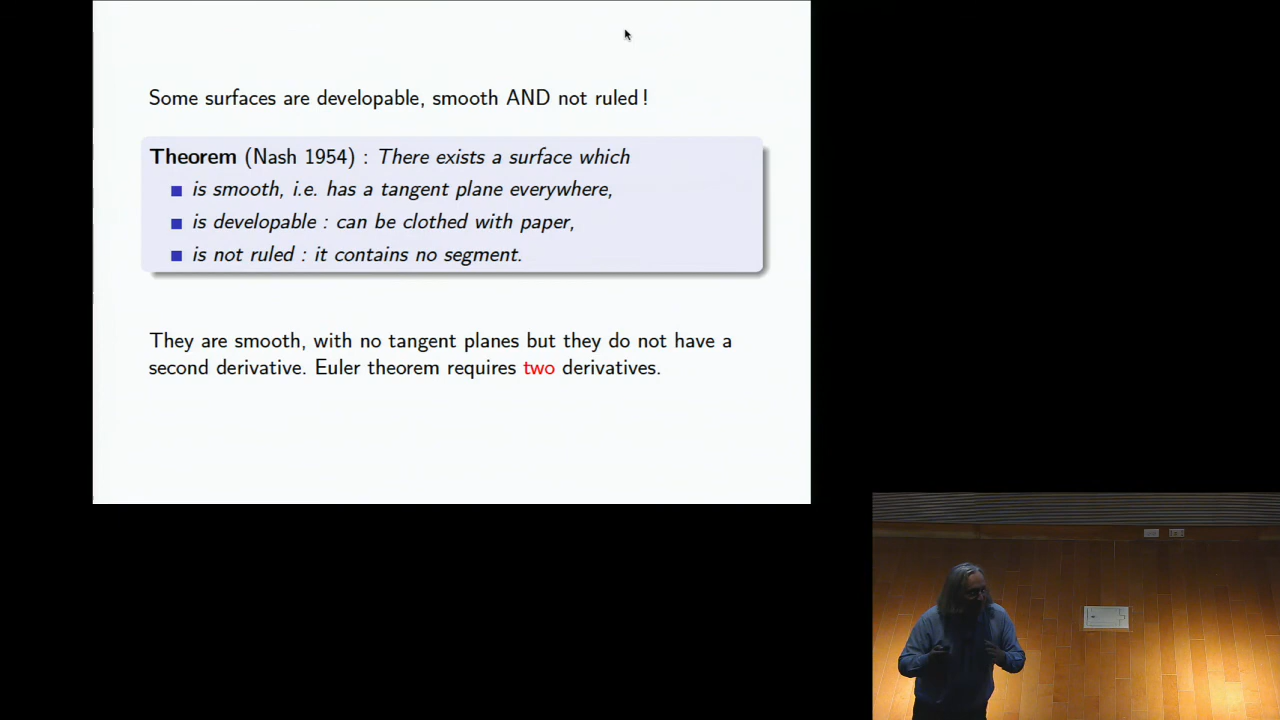 Some surfaces are developable, smooth AND not ruled !
Theorem (Nash 1954) : There exists a surface which
is smooth, i.e. has a tangent plane everywhere,
is developable : can be clothed with paper,
is not ruled : it contains no segment.
They are smooth, with no tangent planes but they do not have a
second derivative. Euler theorem requires two derivatives.